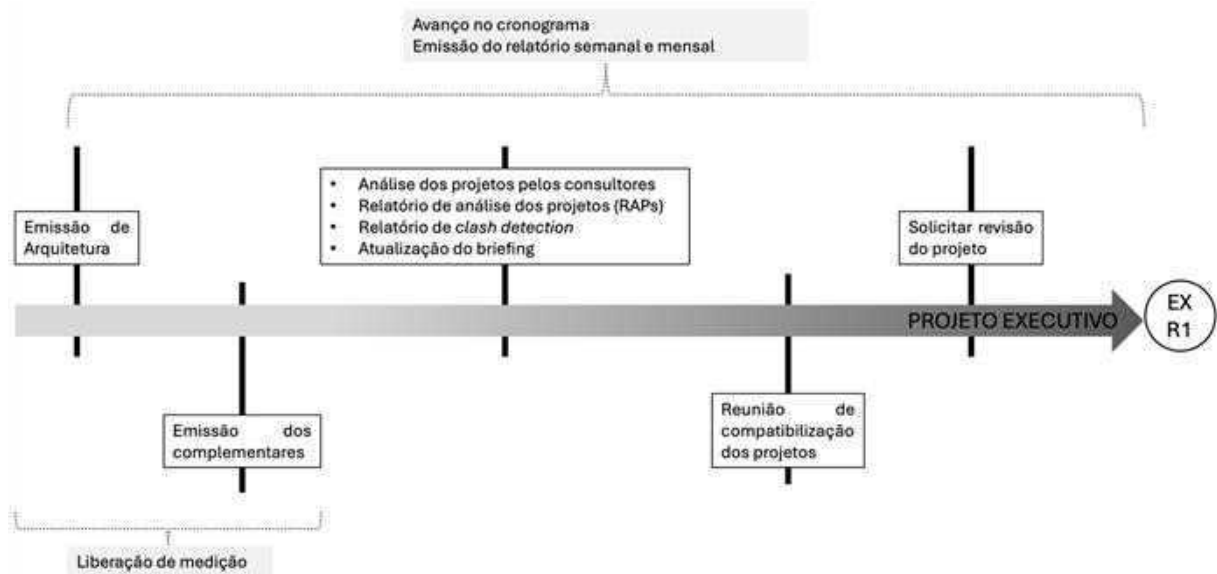 Avanço no cronograma
Emissão do relatório semanal e mensal
• Análise dos projetos pelos consultores
• Relatório de análise dos projetos (RAPs)
• Relatório de clash detection
• Atualização do briefing
Emissão de
Arquitetura
Solicitar revisão
do projeto
PROJETO EXECUTIVO
EX
R1
Emissão dos
complementares
Reunião de
compatibilização
dos projetos
Liberação de medição